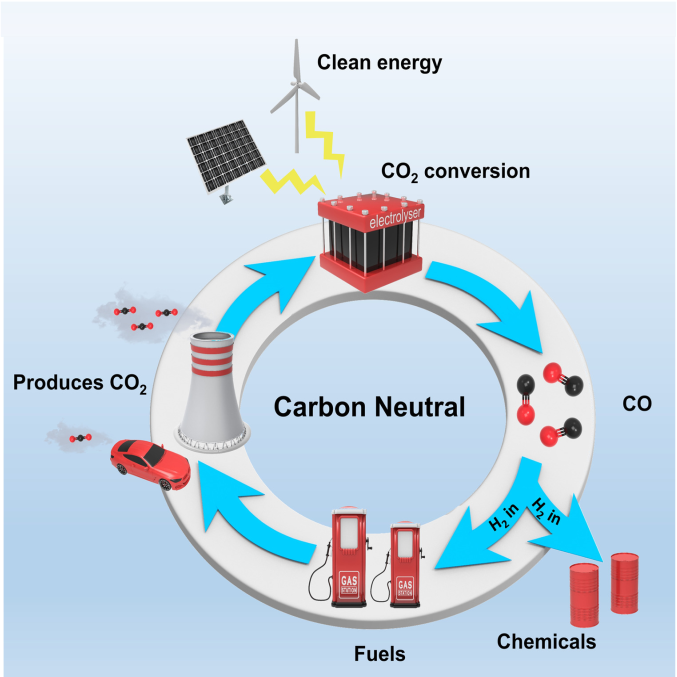 Clean energy
CO₂ conversion
electrolyser
Produces CO₂
Carbon Neutral
CO
H₂ in
H₂ in
GAS
STATION
GAS
STATION
Chemicals
Fuels